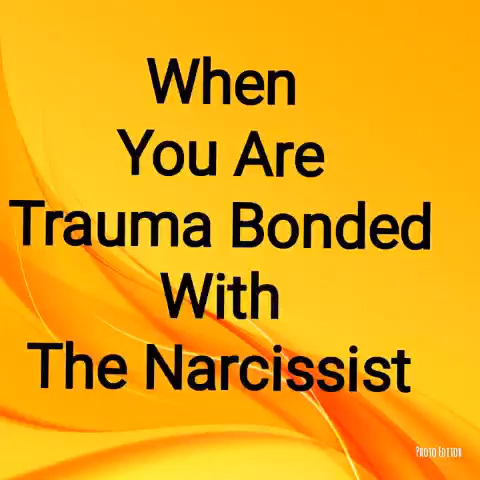 When
You Are
Trauma Bonded
With
The Narcissist
Photo Editor